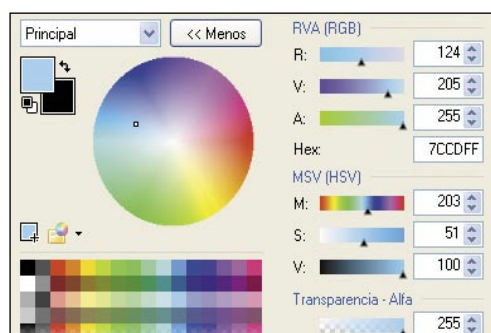 Principal
<< Menos
RVA (RGB)
R: 124
V: 205
A: 255
Hex: 7CCDFF
MSV (HSV)
M: 203
S: 51
V: 100
Transparencia - Alfa
255